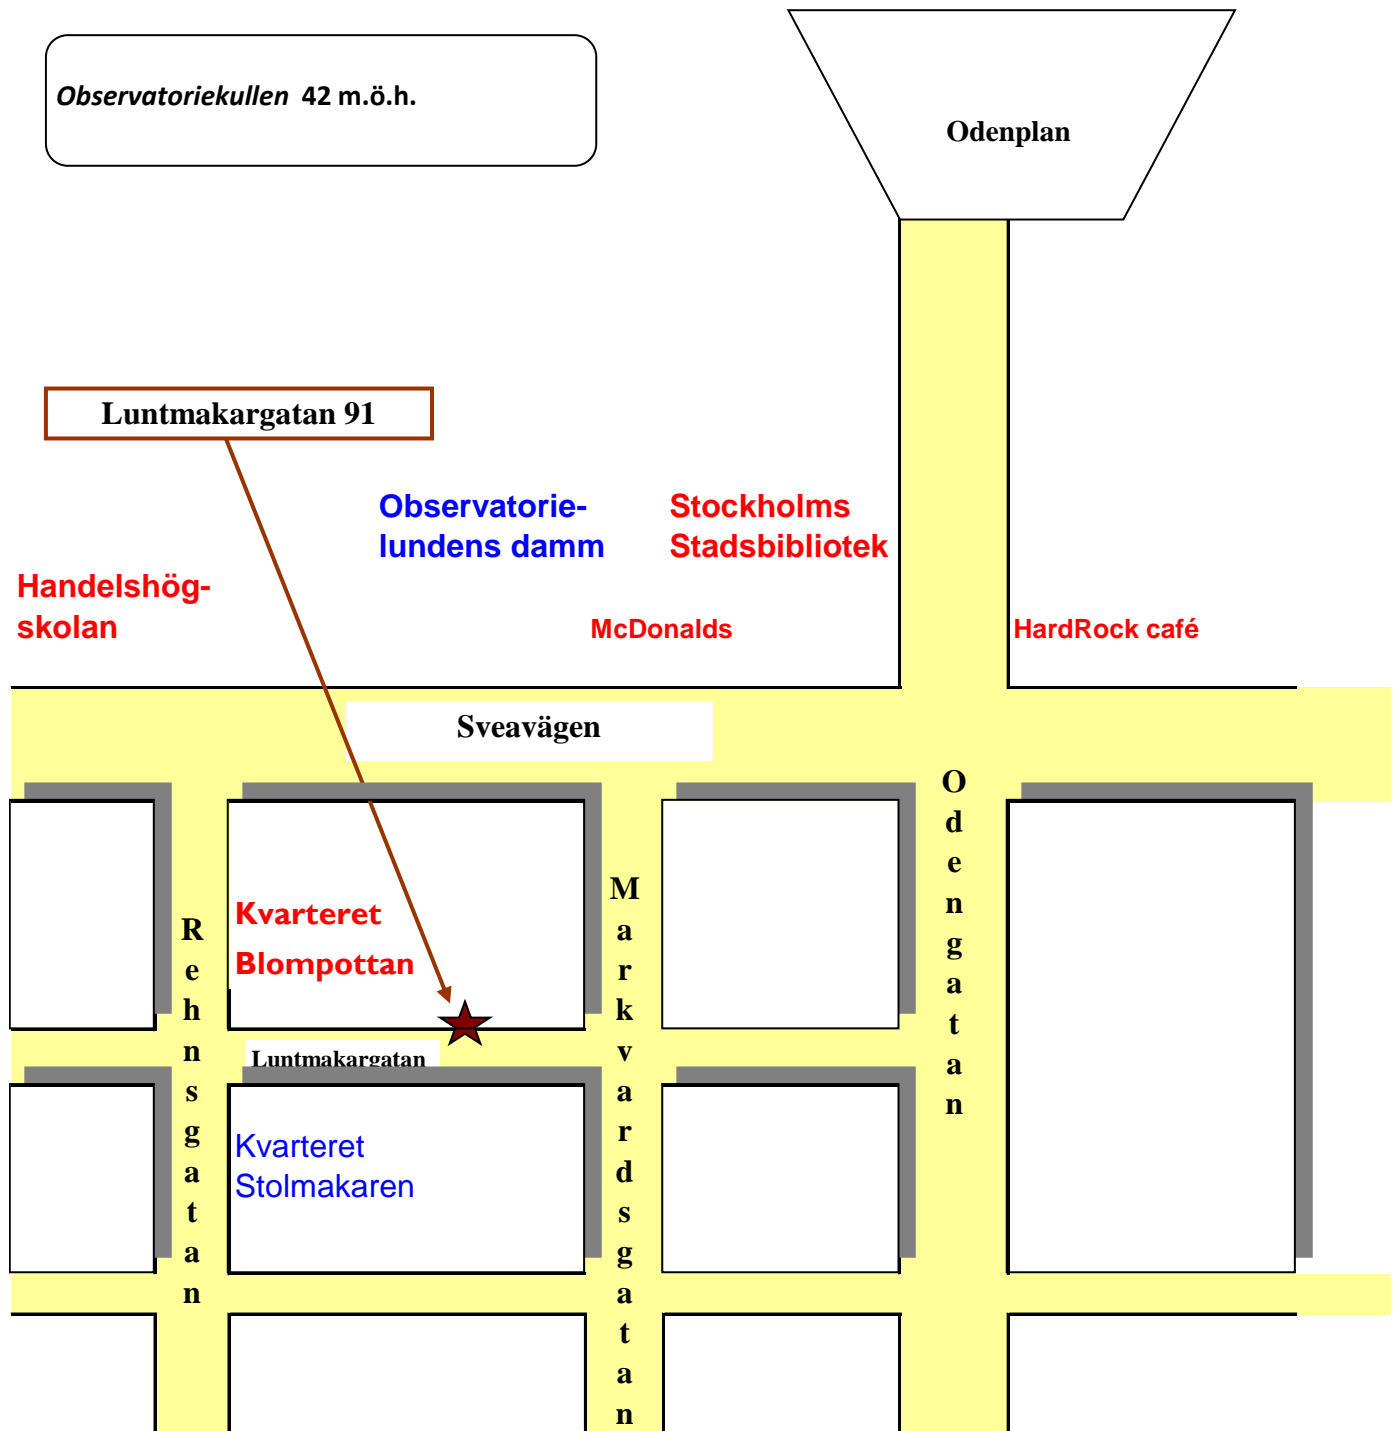 Observatoriekullen 42 m.ö.h.
Odenplan
Luntmakargatan 91
Observatorie-
lundens damm
Stockholms
Stadsbibliotek
Handelshög-
skolan
McDonalds
HardRock café
Sveavägen
Odengatan
Markvardsgatan
Rehnsgatan
Kvarteret
Blompottan
Luntmakargatan
Kvarteret
Stolmakaren